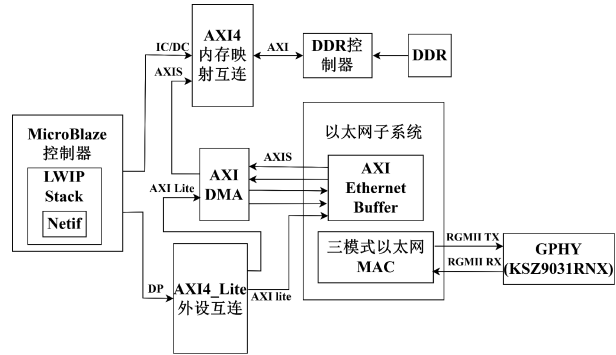 AXI4
内存映
射互连
IC/DC
AXIS
AXI
DDR控
制器
DDR
MicroBlaze
控制器
LWIP
Stack
Netif
以太网子系统
AXIS
AXI
DMA
AXI
Ethernet
Buffer
AXI Lite
三模式以太网
MAC
RGMII TX
RGMII RX
GPHY
(KSZ9031RNX)
DP
AXI4_Lite
外设互连
AXI lite